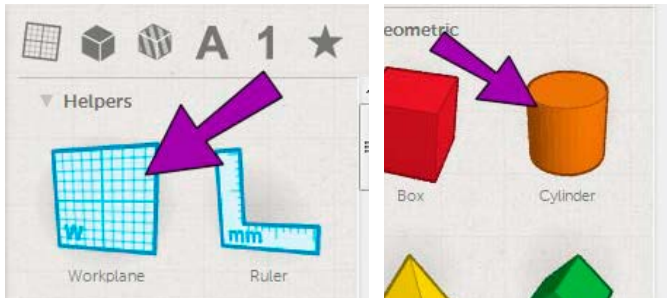 A 1
Helpers
W
mm
Workplane
Ruler
eometric
Box
Cylinder